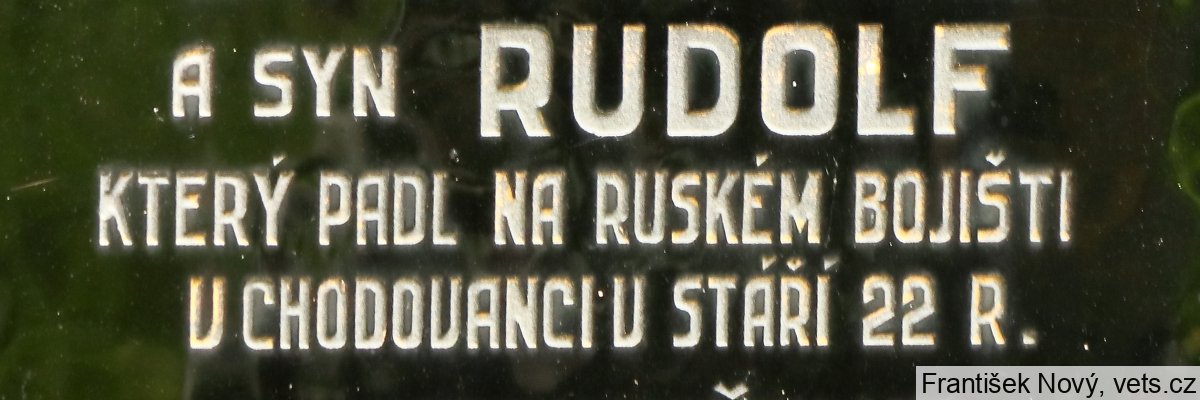 A SYN RUDOLF
KTERÝ PADL NA RUSKÉM BOJIŠTI
U CHODOVANCI V STÁŘÍ 22 R.
František Nový, vets.cz